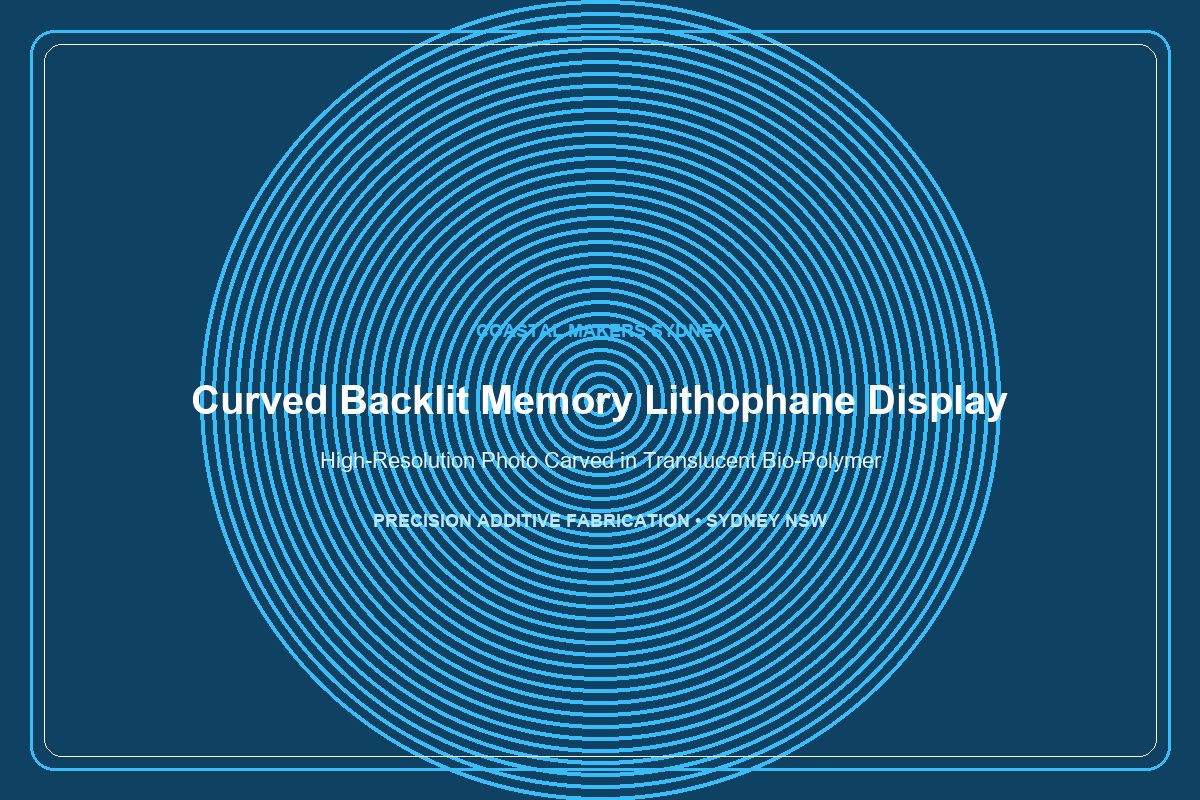 COASTAL MAKERS SYDNEY
Curved Backlit Memory Lithophane Display
High-Resolution Photo Carved in Translucent Bio-Polymer
PRECISION ADDITIVE FABRICATION • SYDNEY NSW